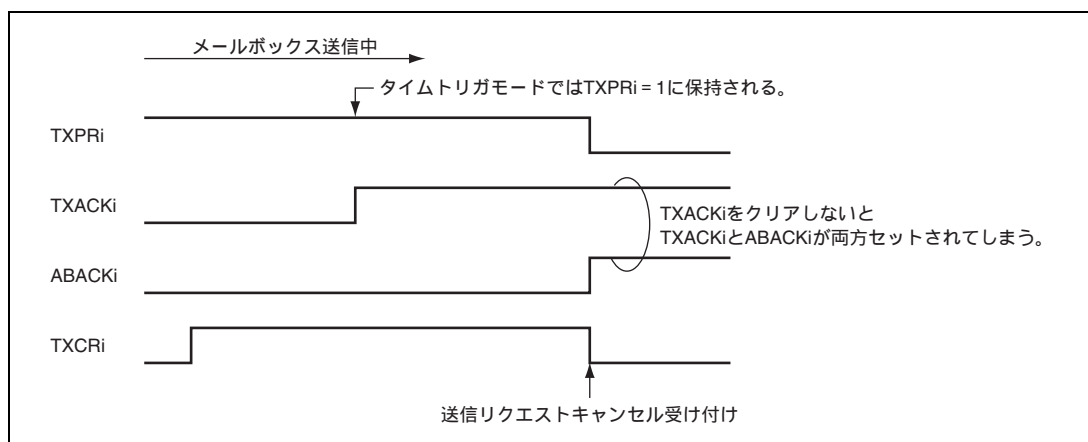 メールボックス送信中
タイムトリガモードではTXPRi = 1に保持される。
TXPRi
TXACKi
TXACKiをクリアしないと
TXACKiとABACKiが両方セットされてしまう。
ABACKi
TXCRi
送信リクエストキャンセル受け付け